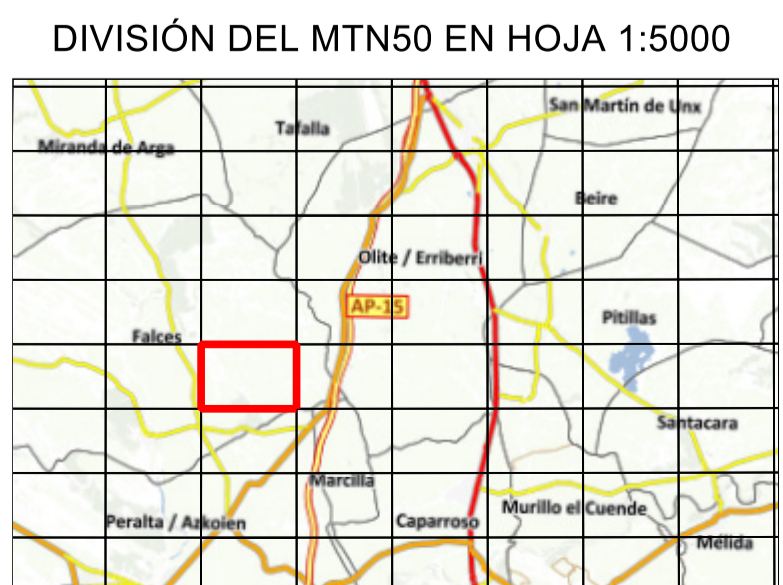 DIVISIÓN DEL MTN50 EN HOJA 1:5000
San Martín de Unx
Tafalla
Miranda de Arga
Beire
Olite / Erriberri
AP-15
Pitillas
Falces
Santacara
Marcilla
Murillo el Cuende
Peralta / Azkoien
Caparroso
Mélida